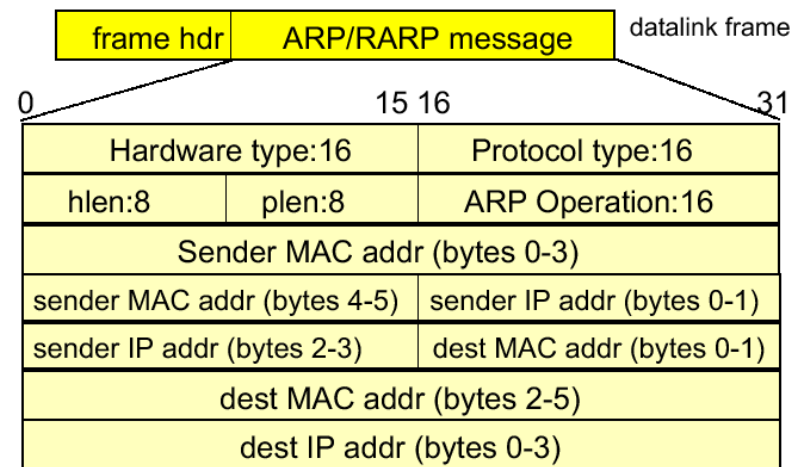 frame hdr ARP/RARP message datalink frame
0 15 16 31
Hardware type:16 Protocol type:16
hlen:8 plen:8 ARP Operation:16
Sender MAC addr (bytes 0-3)
sender MAC addr (bytes 4-5) sender IP addr (bytes 0-1)
sender IP addr (bytes 2-3) dest MAC addr (bytes 0-1)
dest MAC addr (bytes 2-5)
dest IP addr (bytes 0-3)